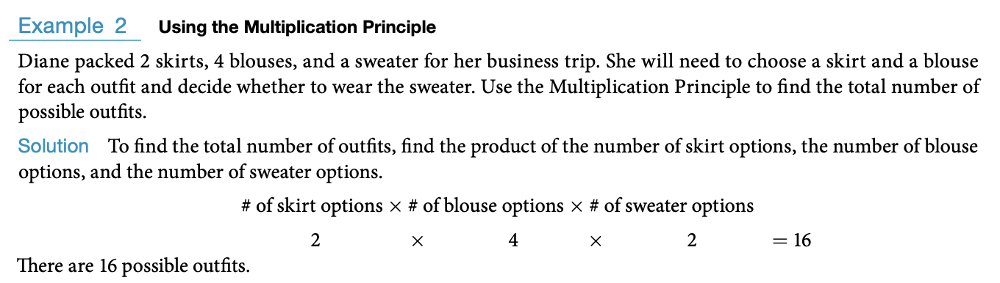 Example 2 Using the Multiplication Principle
Diane packed 2 skirts, 4 blouses, and a sweater for her business trip. She will need to choose a skirt and a blouse
for each outfit and decide whether to wear the sweater. Use the Multiplication Principle to find the total number of
possible outfits.
Solution To find the total number of outfits, find the product of the number of skirt options, the number of blouse
options, and the number of sweater options.
# of skirt options × # of blouse options × # of sweater options
2 × 4 × 2 = 16
There are 16 possible outfits.